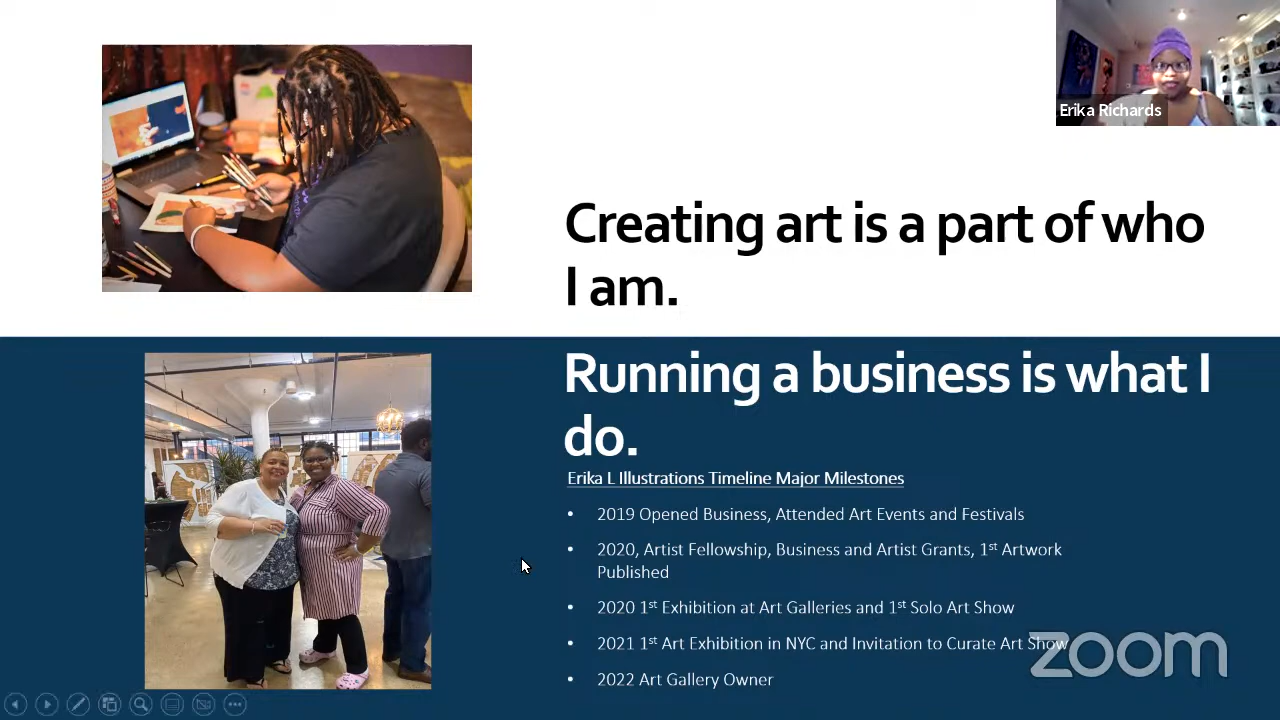 Erika Richards
Creating art is a part of who
I am.
Running a business is what I
do.
Erika L Illustrations Timeline Major Milestones
• 2019 Opened Business, Attended Art Events and Festivals
• 2020, Artist Fellowship, Business and Artist Grants, 1st Artwork
Published
• 2020 1st Exhibition at Art Galleries and 1st Solo Art Show
• 2021 1st Art Exhibition in NYC and Invitation to Curate Art Show
• 2022 Art Gallery Owner
zoom